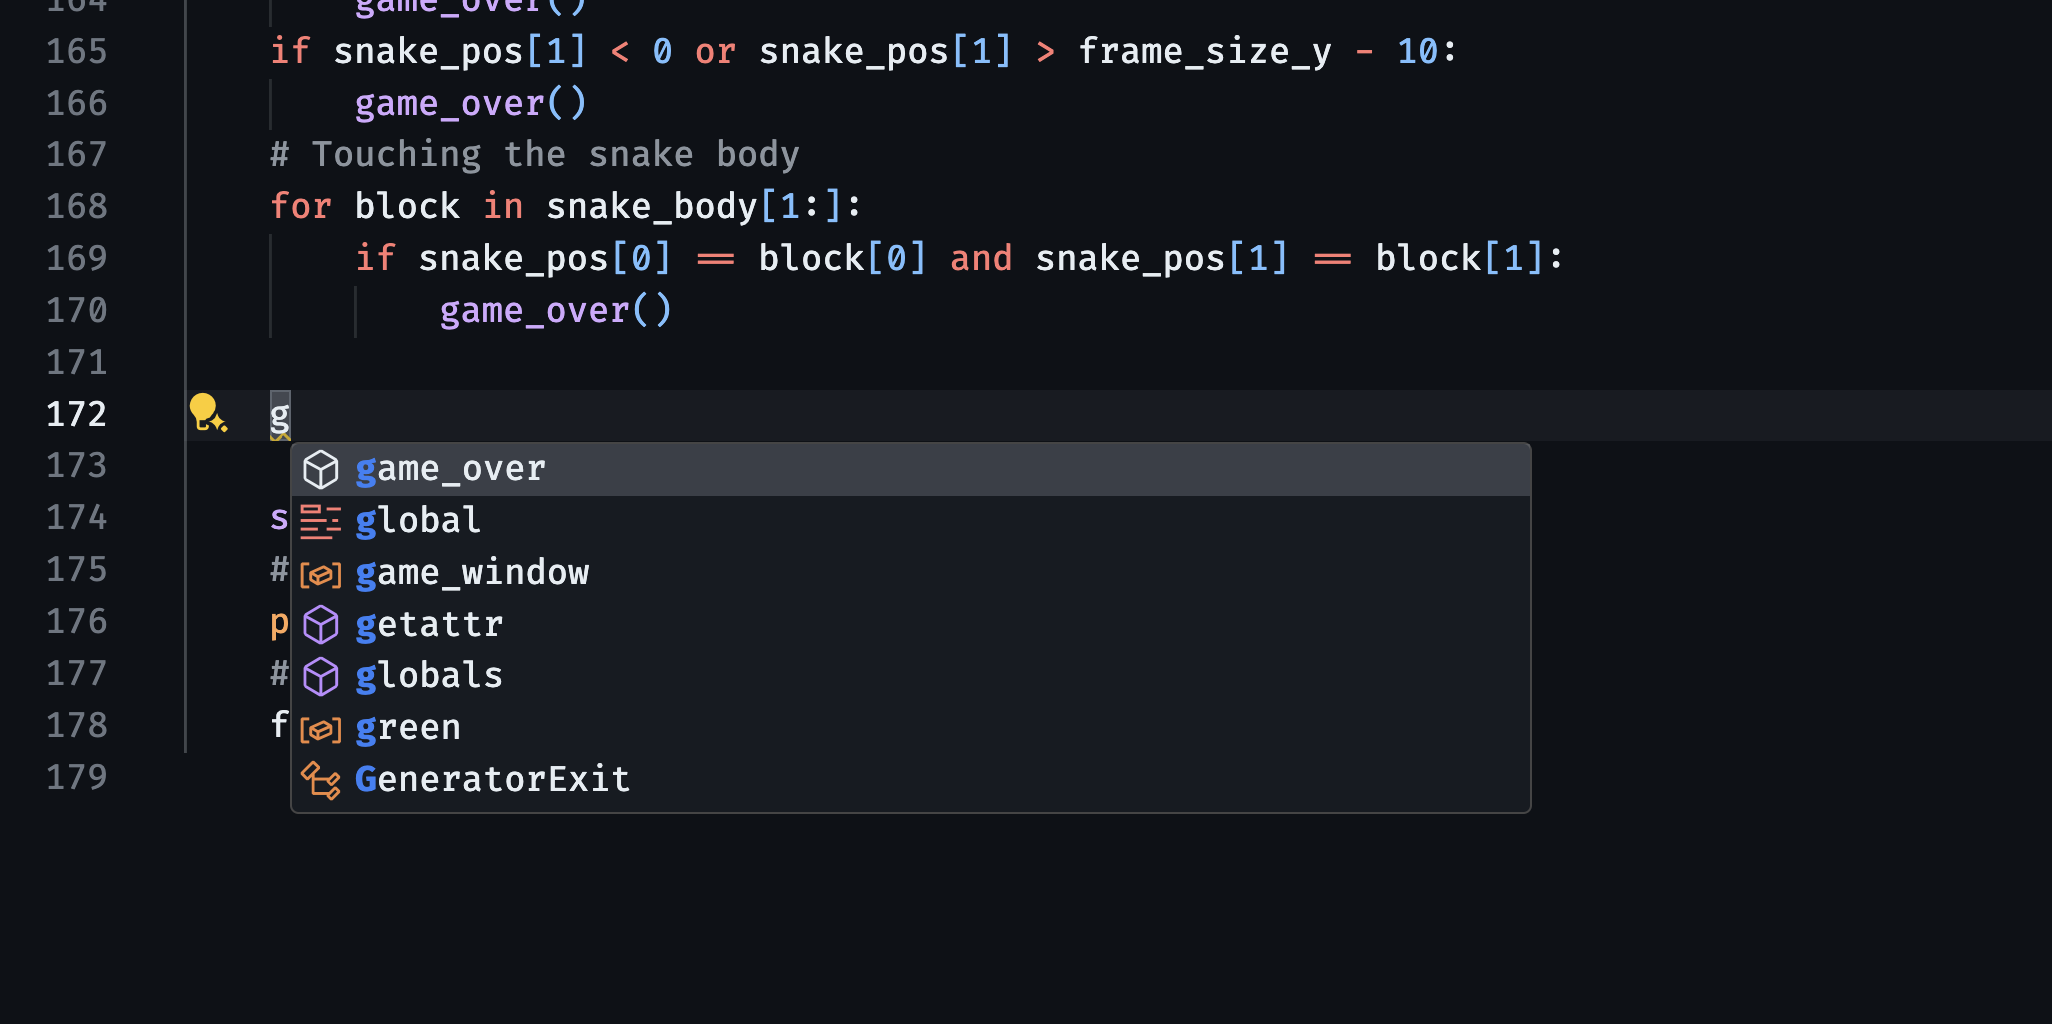 164 game_over()
165 if snake_pos[1] < 0 or snake_pos[1] > frame_size_y - 10:
166 game_over()
167 # Touching the snake body
168 for block in snake_body[1:]:
169 if snake_pos[0] == block[0] and snake_pos[1] == block[1]:
170 game_over()
171
172 g
173 game_over
174 s global
175 # game_window
176 p getattr
177 # globals
178 f green
179 GeneratorExit